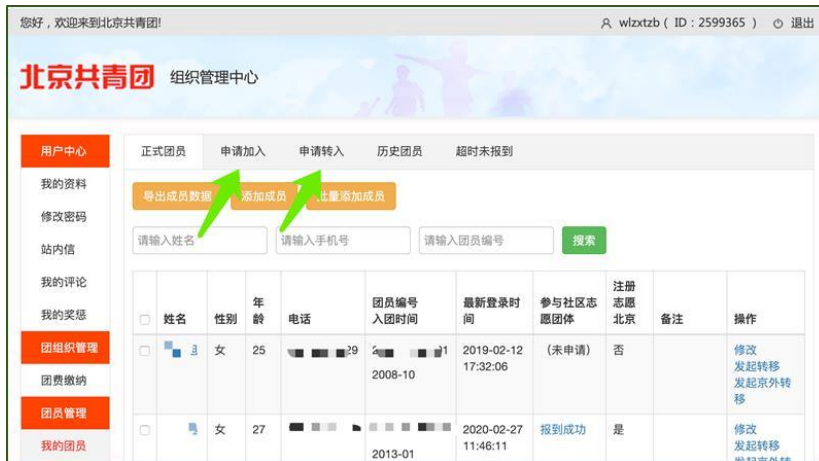 您好，欢迎来到北京共青团!
wlzxtzb ( ID：2599365 ) 退出
北京共青团 组织管理中心
用户中心
我的资料
修改密码
站内信
我的评论
我的奖惩
团组织管理
团费缴纳
团员管理
我的团员
正式团员 申请加入 申请转入 历史团员 超时未报到
导出成员数据 添加成员 批量添加成员
请输入姓名 请输入手机号 请输入团员编号 搜索
姓名 性别 年龄 电话 团员编号 入团时间 最新登录时间 参与社区志愿团体 注册志愿北京 备注 操作
女 25 29 2008-10 2019-02-12 17:32:06 （未申请） 否 修改 发起转移 发起京外转移
女 27 2013-01 2020-02-27 11:46:11 报到成功 是 修改 发起转移 发起京外转